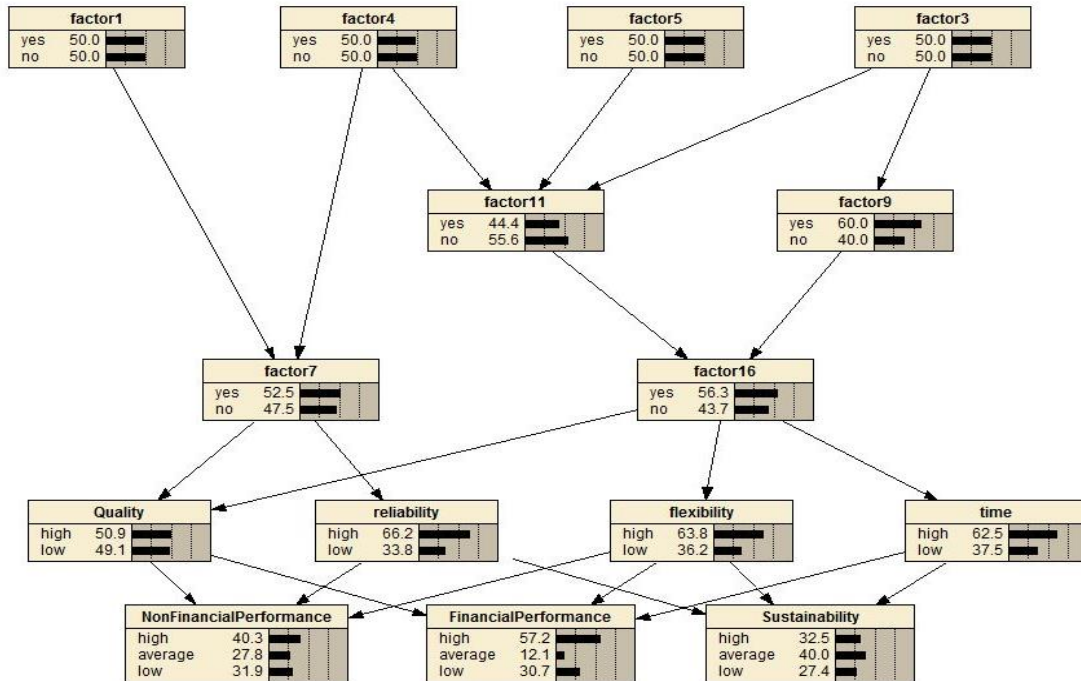 factor1
yes 50.0
no 50.0
factor4
yes 50.0
no 50.0
factor5
yes 50.0
no 50.0
factor3
yes 50.0
no 50.0
factor11
yes 44.4
no 55.6
factor9
yes 60.0
no 40.0
factor7
yes 52.5
no 47.5
factor16
yes 56.3
no 43.7
Quality
high 50.9
low 49.1
reliability
high 66.2
low 33.8
flexibility
high 63.8
low 36.2
time
high 62.5
low 37.5
NonFinancialPerformance
high 40.3
average 27.8
low 31.9
FinancialPerformance
high 57.2
average 12.1
low 30.7
Sustainability
high 32.5
average 40.0
low 27.4